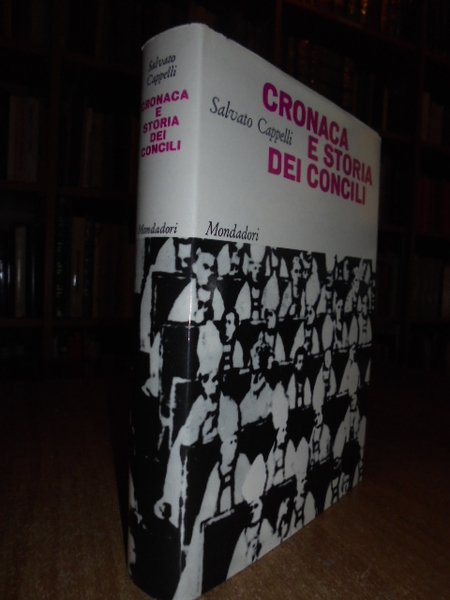 Salvato
Cappelli
CRONACA
E
STORIA
DEI
CONCILI
Mondadori
CRONACA
E STORIA
DEI CONCILI
Salvato Cappelli
Mondadori